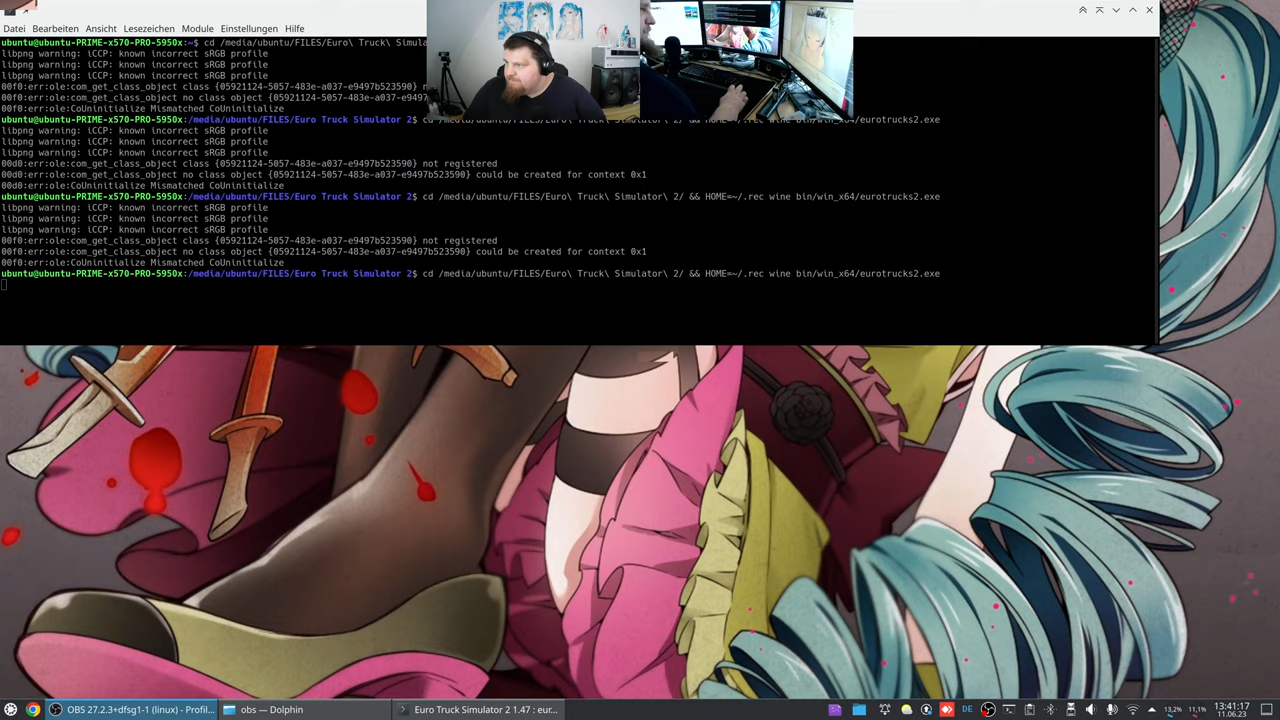 Datei Bearbeiten Ansicht Lesezeichen Module Einstellungen Hilfe
ubuntu@ubuntu-PRIME-x570-PRO-5950x:~$ cd /media/ubuntu/FILES/Euro\ Truck\ Simula
libpng warning: iCCP: known incorrect sRGB profile
libpng warning: iCCP: known incorrect sRGB profile
libpng warning: iCCP: known incorrect sRGB profile
00f0:err:ole:com_get_class_object class {05921124-5057-483e-a037-e9497b523590}
00f0:err:ole:com_get_class_object no class object {05921124-5057-483e-a037-e9497
00f0:err:ole:CoUninitialize Mismatched CoUninitialize
ubuntu@ubuntu-PRIME-x570-PRO-5950x:/media/ubuntu/FILES/Euro Truck Simulator 2$ cd /media/ubuntu/FILES/Euro\ Truck\ Simulator\ 2/ && HOME=~/.rec wine bin/win_x64/eurotrucks2.exe
libpng warning: iCCP: known incorrect sRGB profile
libpng warning: iCCP: known incorrect sRGB profile
libpng warning: iCCP: known incorrect sRGB profile
00d0:err:ole:com_get_class_object class {05921124-5057-483e-a037-e9497b523590} not registered
00d0:err:ole:com_get_class_object no class object {05921124-5057-483e-a037-e9497b523590} could be created for context 0x1
00d0:err:ole:CoUninitialize Mismatched CoUninitialize
ubuntu@ubuntu-PRIME-x570-PRO-5950x:/media/ubuntu/FILES/Euro Truck Simulator 2$ cd /media/ubuntu/FILES/Euro\ Truck\ Simulator\ 2/ && HOME=~/.rec wine bin/win_x64/eurotrucks2.exe
libpng warning: iCCP: known incorrect sRGB profile
libpng warning: iCCP: known incorrect sRGB profile
libpng warning: iCCP: known incorrect sRGB profile
00f0:err:ole:com_get_class_object class {05921124-5057-483e-a037-e9497b523590} not registered
00f0:err:ole:com_get_class_object no class object {05921124-5057-483e-a037-e9497b523590} could be created for context 0x1
00f0:err:ole:CoUninitialize Mismatched CoUninitialize
ubuntu@ubuntu-PRIME-x570-PRO-5950x:/media/ubuntu/FILES/Euro Truck Simulator 2$ cd /media/ubuntu/FILES/Euro\ Truck\ Simulator\ 2/ && HOME=~/.rec wine bin/win_x64/eurotrucks2.exe
OBS 27.2.3+dfsg1-1 (linux) - Profil...
obs — Dolphin
Euro Truck Simulator 2 1.47 : eur...
DE
13,2%
11,1%
13:41:17
11.06.23